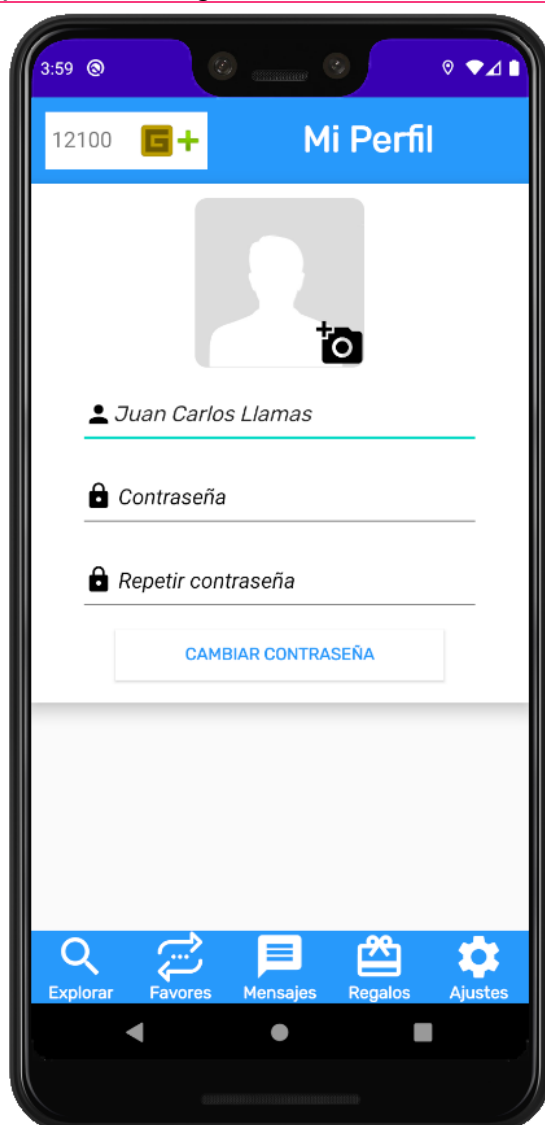 3:59
12100 G+
Mi Perfil
Juan Carlos Llamas
Contraseña
Repetir contraseña
CAMBIAR CONTRASEÑA
Explorar Favores Mensajes Regalos Ajustes